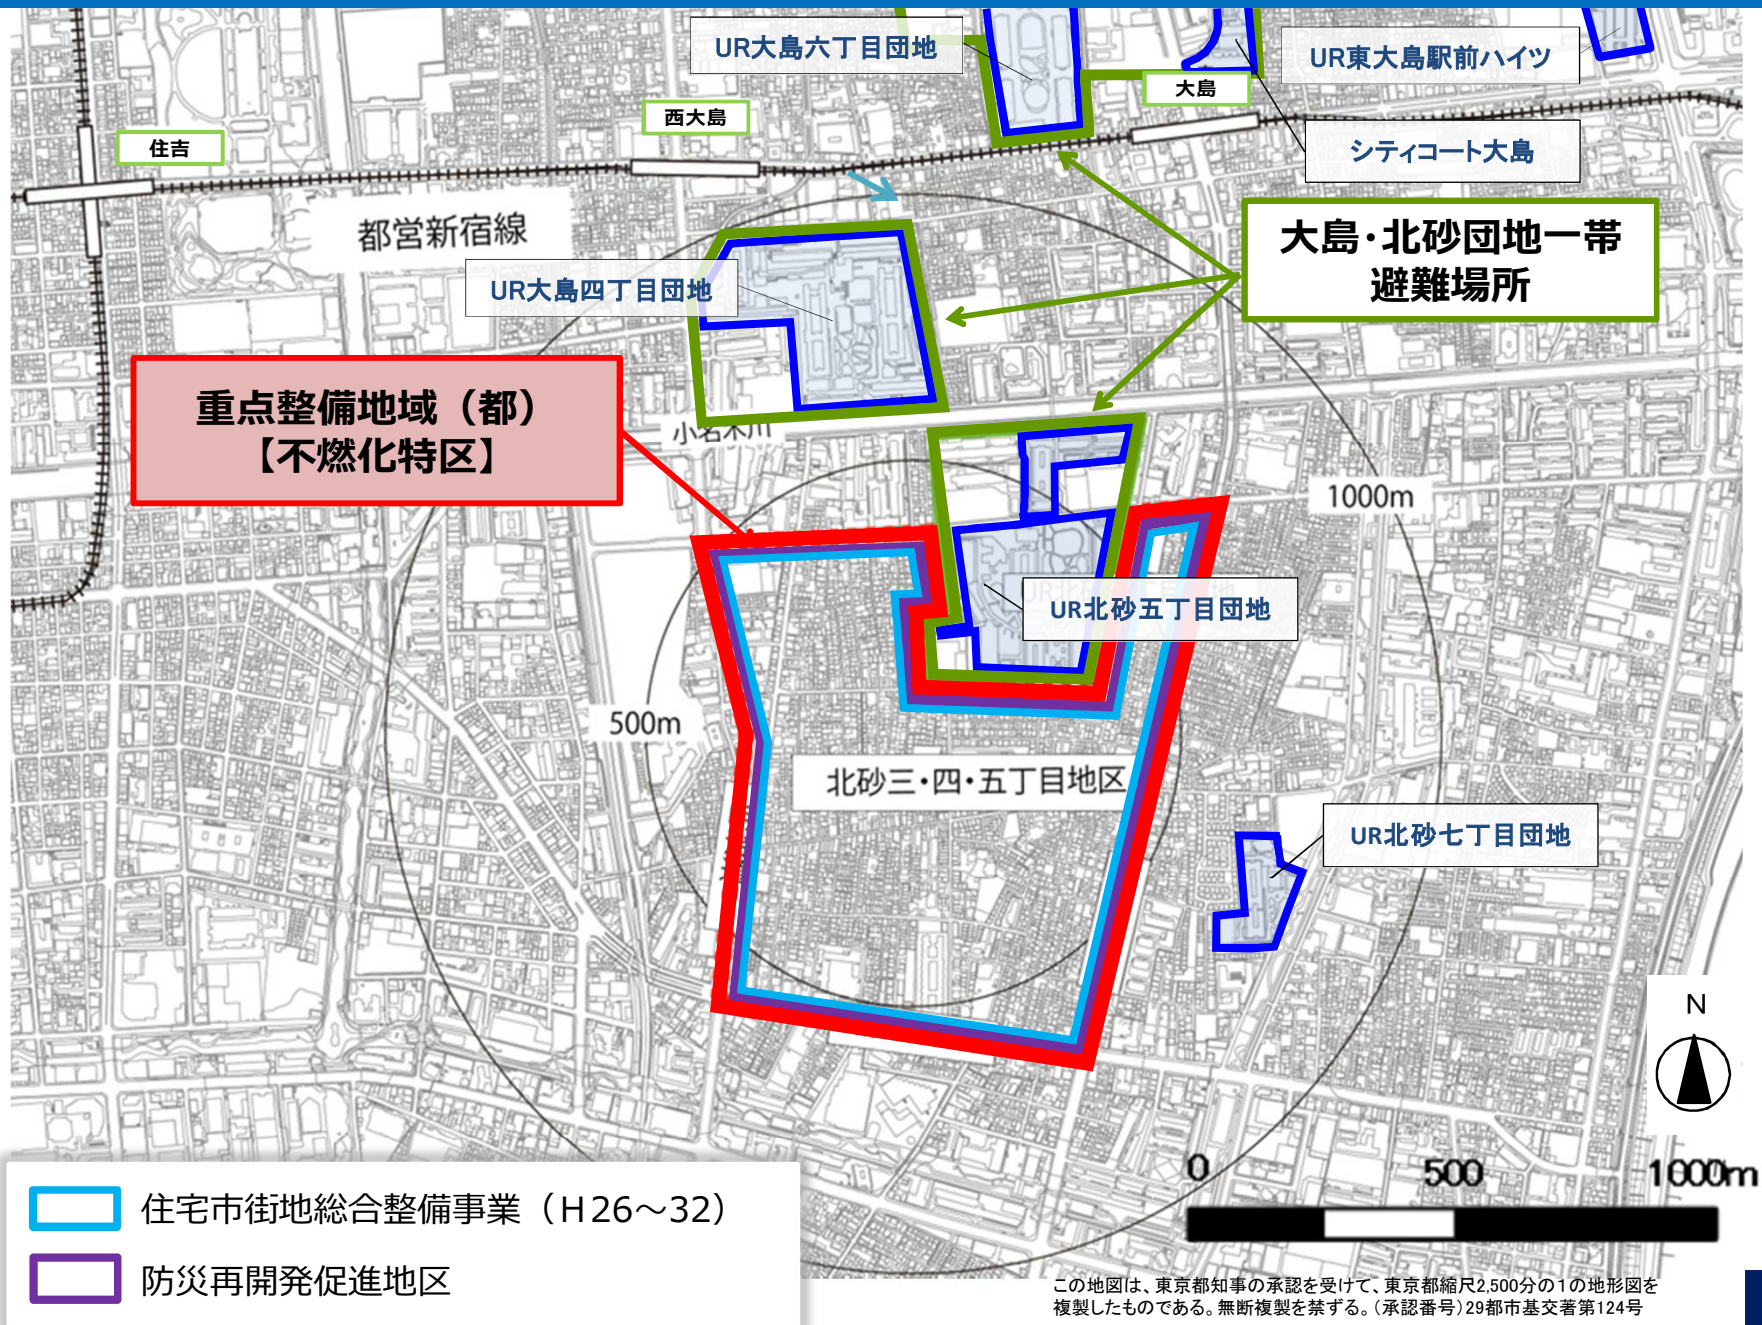 UR大島六丁目団地
UR東大島駅前ハイツ
大島
西大島
住吉
シティコート大島
都営新宿線
大島・北砂団地一帯
避難場所
UR大島四丁目団地
重点整備地域（都）
【不燃化特区】
小名木川
1000m
UR北砂五丁目団地
500m
北砂三・四・五丁目地区
UR北砂七丁目団地
N
0 500 1000m
住宅市街地総合整備事業（H26～32）
防災再開発促進地区
この地図は、東京都知事の承認を受けて、東京都縮尺2,500分の1の地形図を
複製したものである。無断複製を禁ずる。（承認番号）29都市基交著第124号